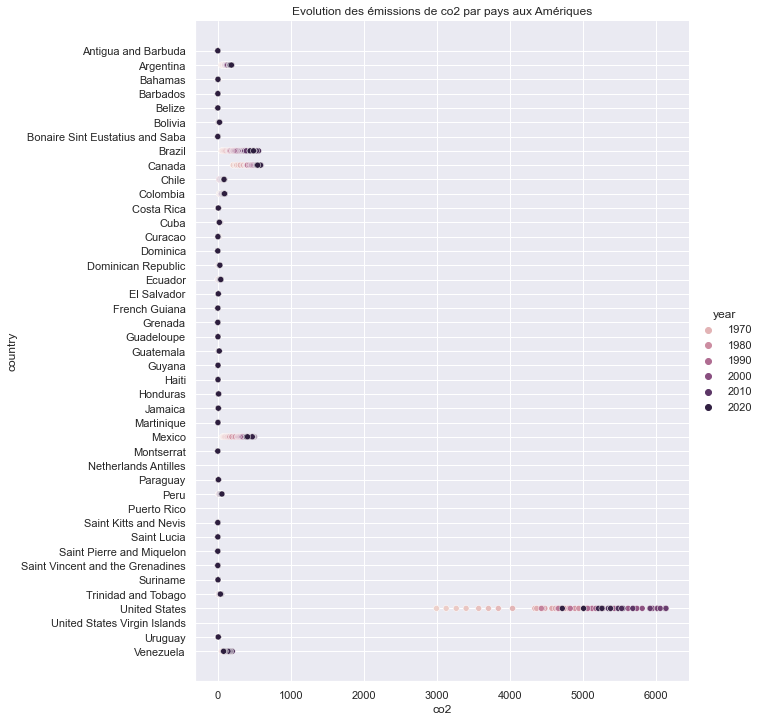 Evolution des émissions de co2 par pays aux Amériques
Antigua and Barbuda
Argentina
Bahamas
Barbados
Belize
Bolivia
Bonaire Sint Eustatius and Saba
Brazil
Canada
Chile
Colombia
Costa Rica
Cuba
Curacao
Dominica
Dominican Republic
Ecuador
El Salvador
French Guiana
Grenada
Guadeloupe
Guatemala
Guyana
Haiti
Honduras
Jamaica
Martinique
Mexico
Montserrat
Netherlands Antilles
Paraguay
Peru
Puerto Rico
Saint Kitts and Nevis
Saint Lucia
Saint Pierre and Miquelon
Saint Vincent and the Grenadines
Suriname
Trinidad and Tobago
United States
United States Virgin Islands
Uruguay
Venezuela
country
0 1000 2000 3000 4000 5000 6000
co2
year
1970
1980
1990
2000
2010
2020